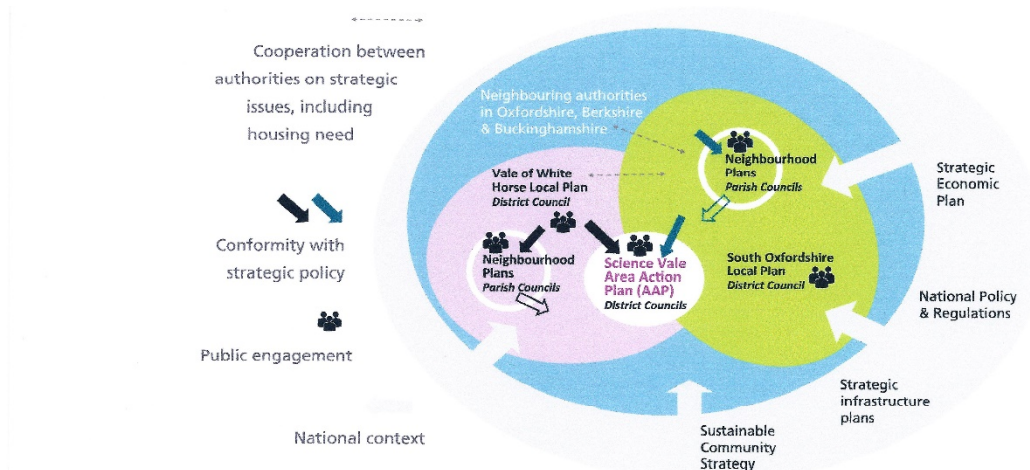 Cooperation between
authorities on strategic
issues, including
housing need
Conformity with
strategic policy
Public engagement
National context
Neighbouring authorities
in Oxfordshire, Berkshire
& Buckinghamshire
Vale of White
Horse Local Plan
District Council
Neighbourhood
Plans
Parish Councils
Neighbourhood
Plans
Parish Councils
Science Vale
Area Action
Plan (AAP)
District Councils
South Oxfordshire
Local Plan
District Council
Strategic
Economic
Plan
National Policy
& Regulations
Strategic
infrastructure
plans
Sustainable
Community
Strategy